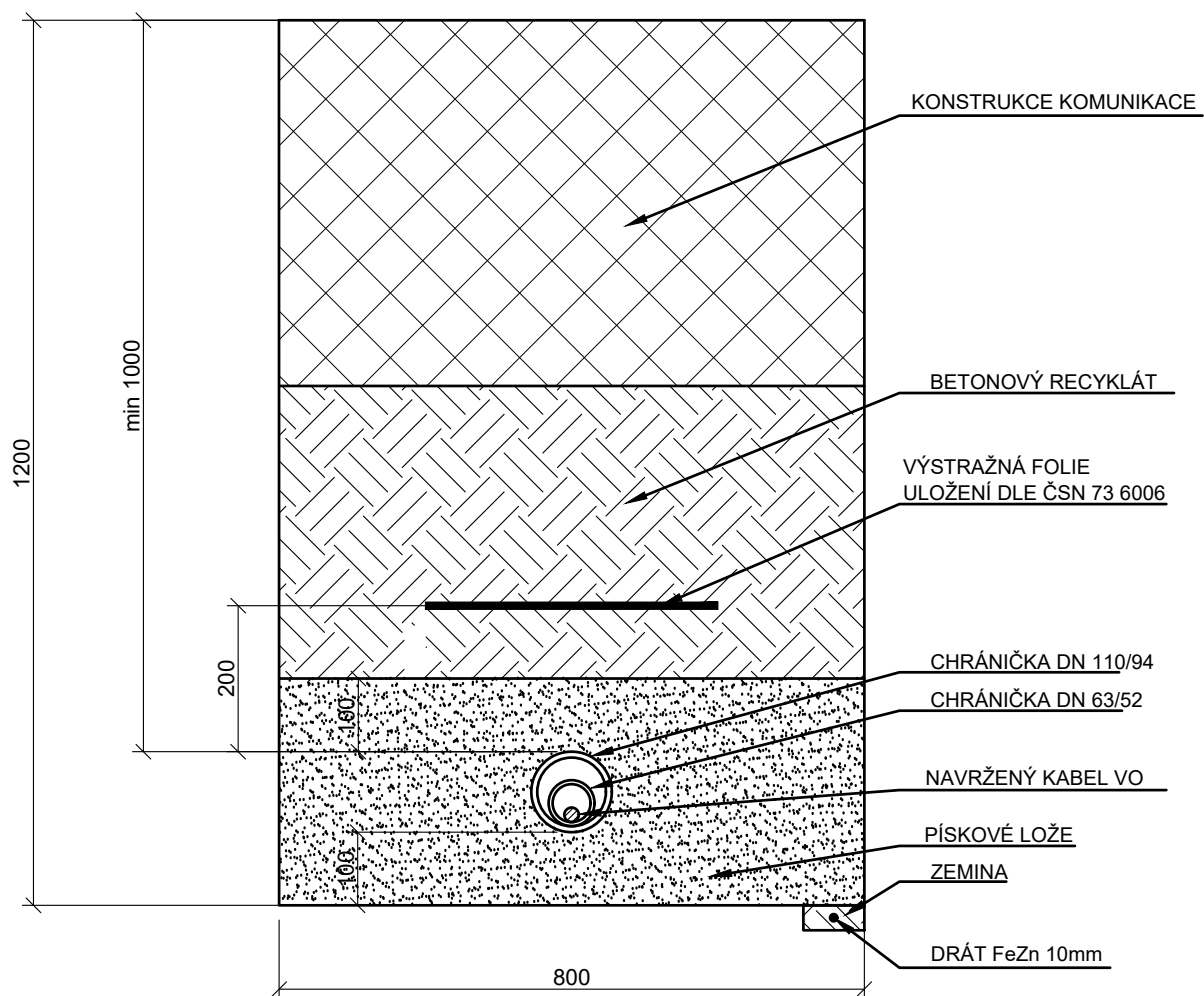 KONSTRUKCE KOMUNIKACE
BETONOVÝ RECYKLÁT
VÝSTRAŽNÁ FOLIE
ULOŽENÍ DLE ČSN 73 6006
CHRÁNIČKA DN 110/94
CHRÁNIČKA DN 63/52
NAVRŽENÝ KABEL VO
PÍSKOVÉ LOŽE
ZEMINA
DRÁT FeZn 10mm
1200
min 1000
200
100
100
800